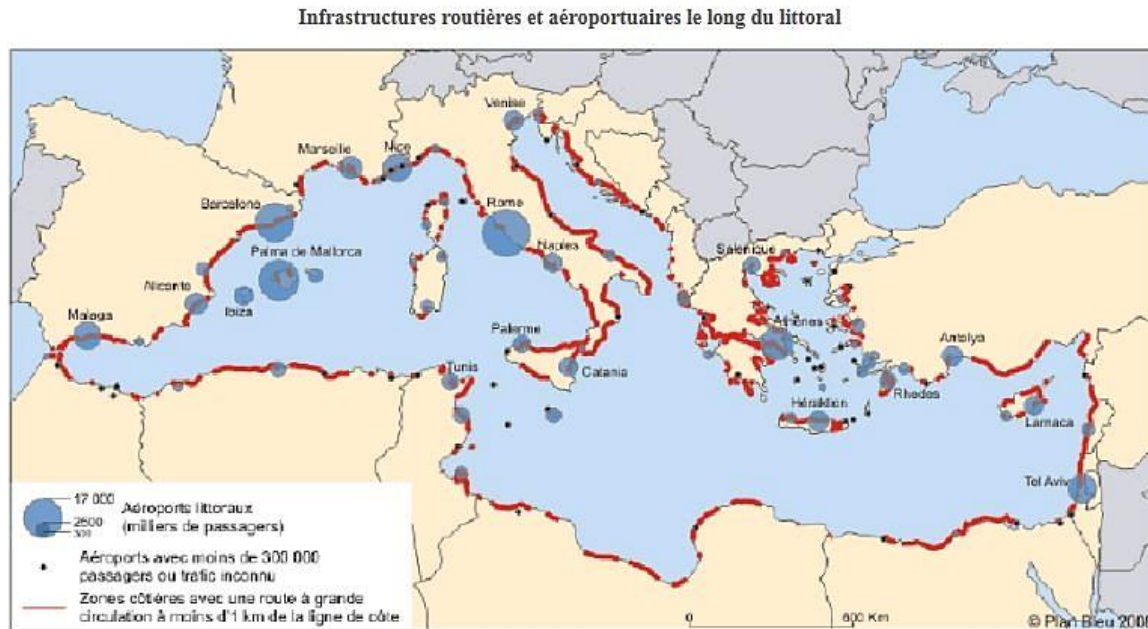 Infrastructures routières et aéroportuaires le long du littoral
Venise
Marseille
Nice
Barcelone
Rome
Palma de Mallorca
Naples
Salonique
Alicante
Ibiza
Malaga
Palerme
Athènes
Antalya
Tunis
Catania
Rhodes
Héraklion
Larnaca
Tel Aviv
17 000
2500
300
Aéroports littoraux
(milliers de passagers)
Aéroports avec moins de 300 000
passagers ou trafic inconnu
Zones côtières avec une route à grande
circulation à moins d'1 km de la ligne de côte
0 600 Km
© Plan Bleu